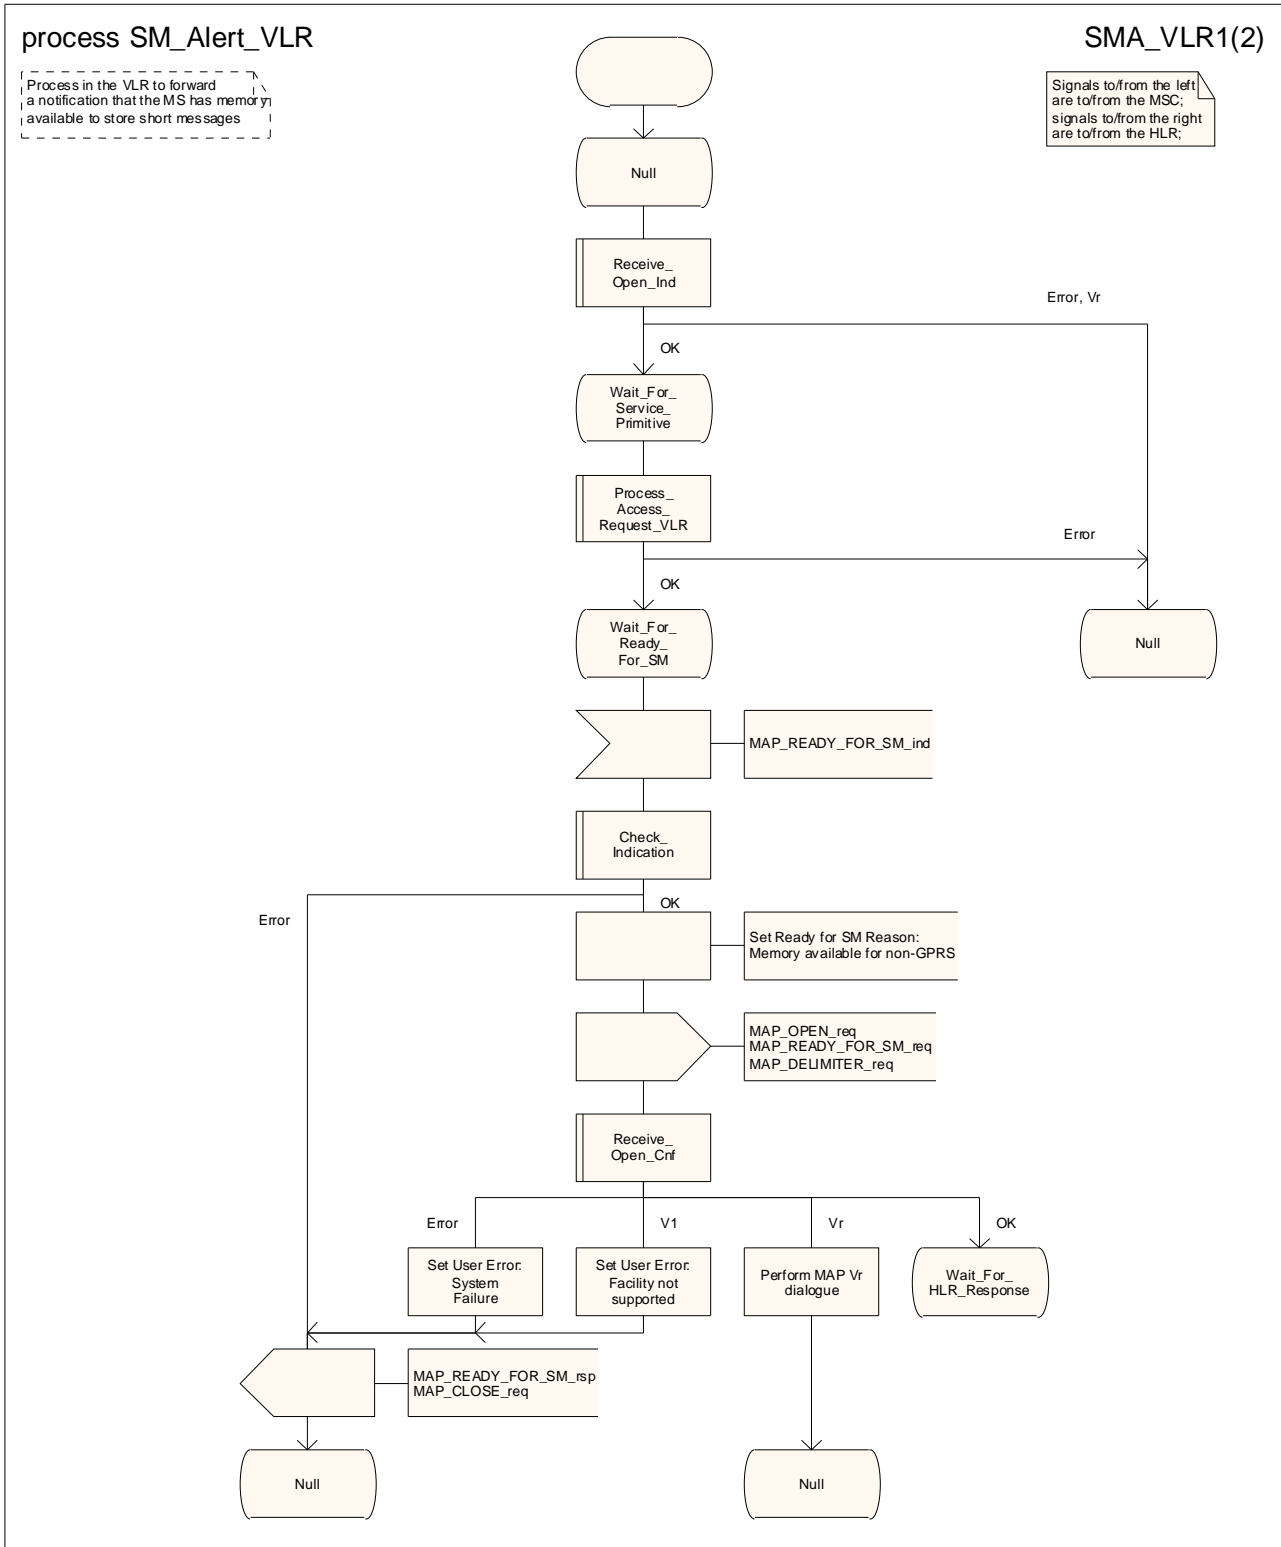 process SM_Alert_VLR
SMA_VLR1(2)
Process in the VLR to forward
a notification that the MS has memory
available to store short messages
Signals to/from the left
are to/from the MSC;
signals to/from the right
are to/from the HLR;
Null
Receive_
Open_Ind
Error, Vr
OK
Wait_For_
Service_
Primitive
Process_
Access_
Request_VLR
Error
OK
Wait_For_
Ready_
For_SM
Null
MAP_READY_FOR_SM_ind
Check_
Indication
Error
OK
Set Ready for SM Reason:
Memory available for non-GPRS
MAP_OPEN_req
MAP_READY_FOR_SM_req
MAP_DELIMITER_req
Receive_
Open_Cnf
Error
V1
Vr
OK
Set User Error:
System
Failure
Set User Error:
Facility not
supported
Perform MAP Vr
dialogue
Wait_For_
HLR_Response
MAP_READY_FOR_SM_rsp
MAP_CLOSE_req
Null
Null